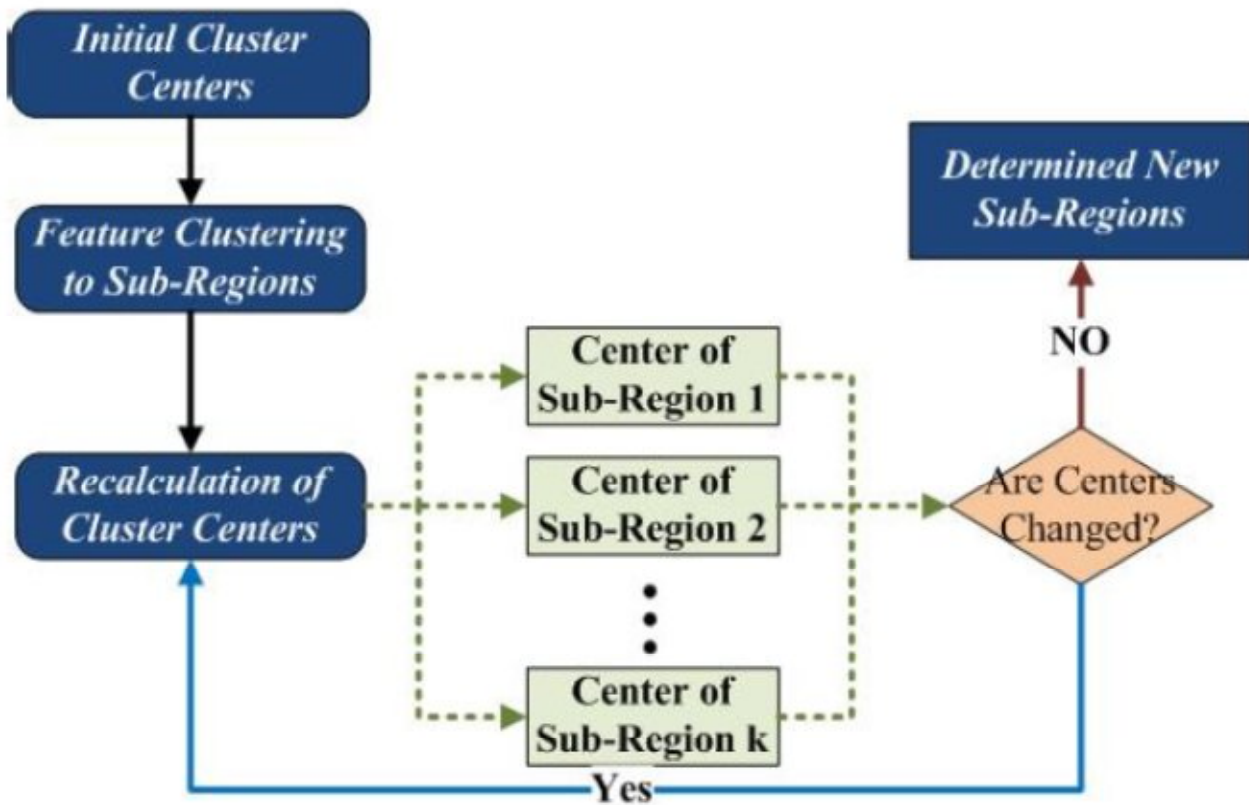 Initial Cluster
Centers
Feature Clustering
to Sub-Regions
Recalculation of
Cluster Centers
Center of
Sub-Region 1
Center of
Sub-Region 2
Center of
Sub-Region k
Are Centers
Changed?
NO
Determined New
Sub-Regions
Yes